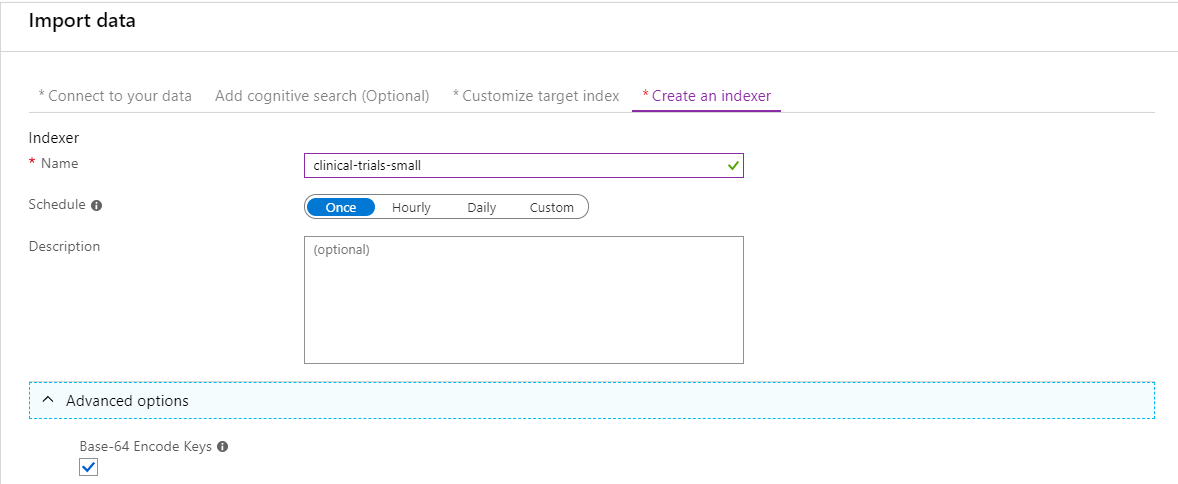 Import data
* Connect to your data Add cognitive search (Optional) * Customize target index * Create an indexer
Indexer
* Name clinical-trials-small
Schedule Once Hourly Daily Custom
Description (optional)
Advanced options
Base-64 Encode Keys